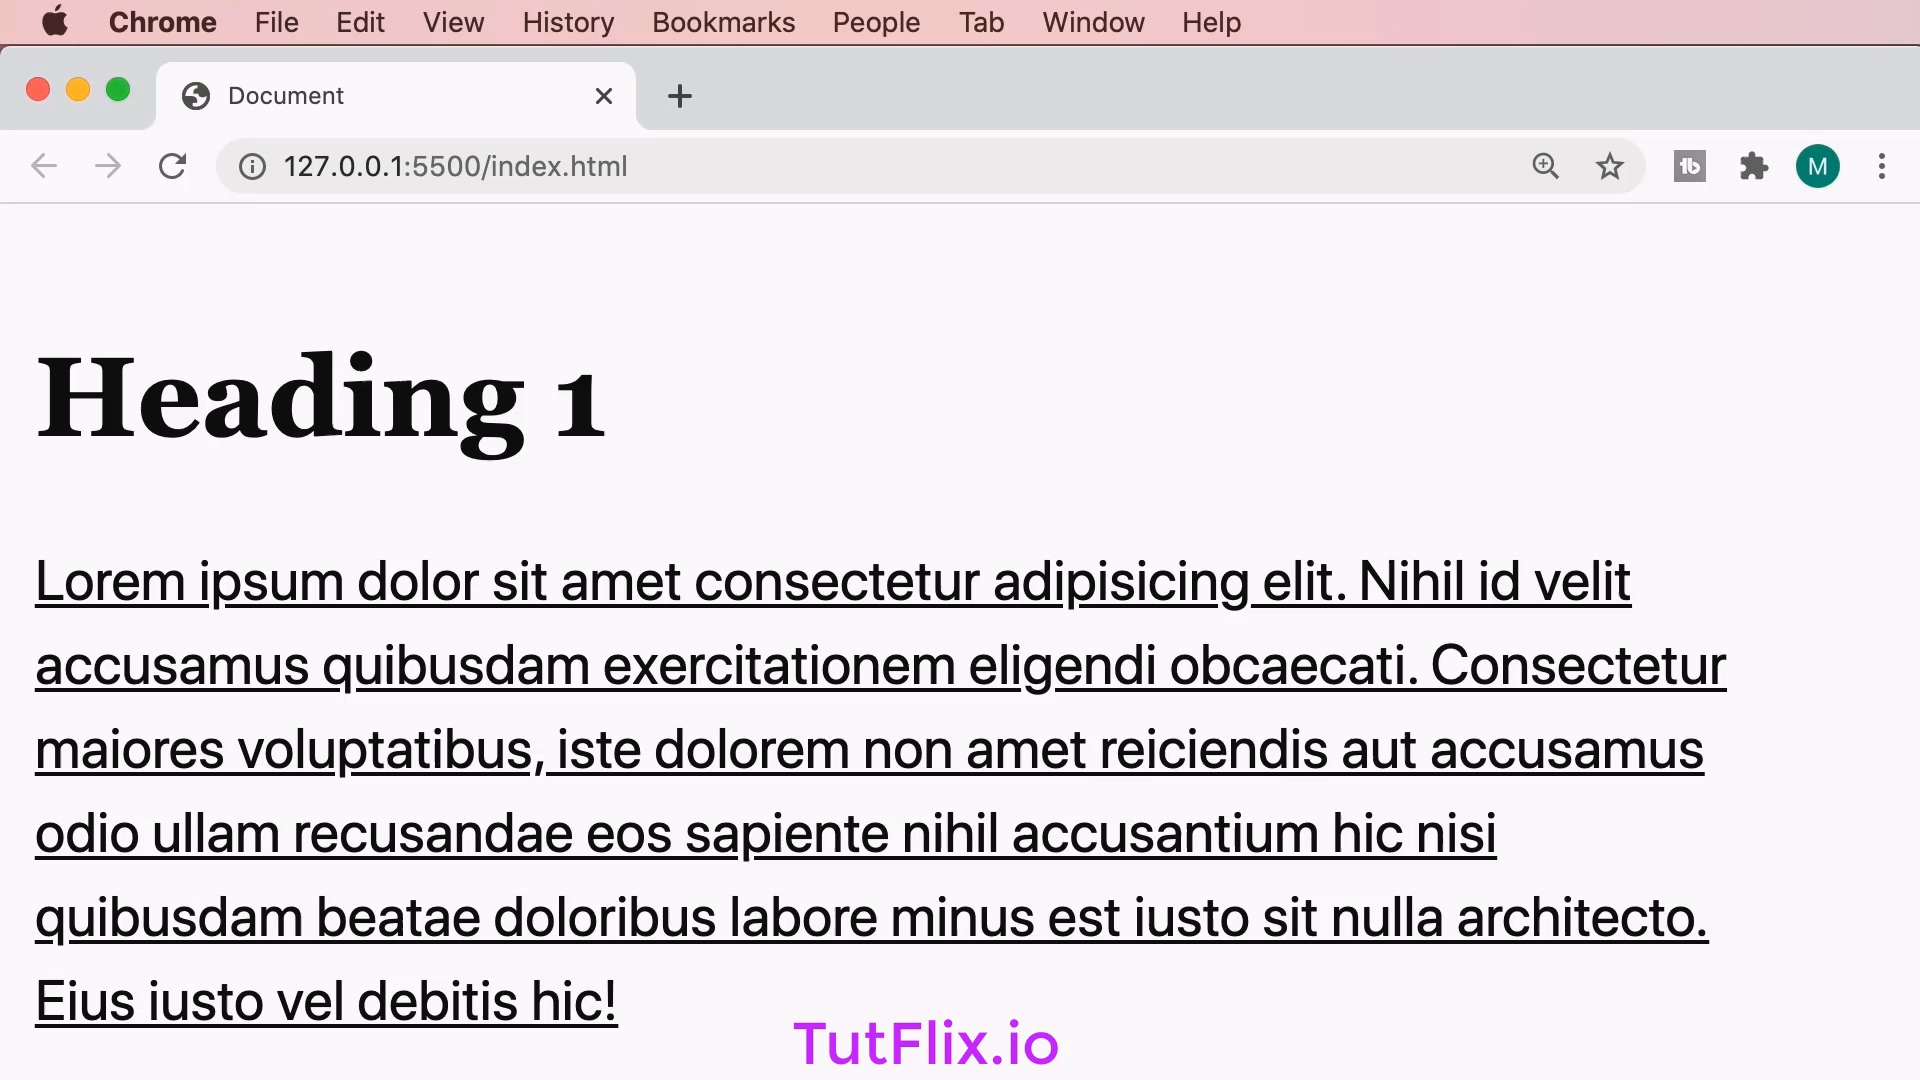 Chrome File Edit View History Bookmarks People Tab Window Help
Document
127.0.0.1:5500/index.html
tb
M
Heading 1
Lorem ipsum dolor sit amet consectetur adipisicing elit. Nihil id velit
accusamus quibusdam exercitationem eligendi obcaecati. Consectetur
maiores voluptatibus, iste dolorem non amet reiciendis aut accusamus
odio ullam recusandae eos sapiente nihil accusantium hic nisi
quibusdam beatae doloribus labore minus est iusto sit nulla architecto.
Eius iusto vel debitis hic!
TutFlix.io